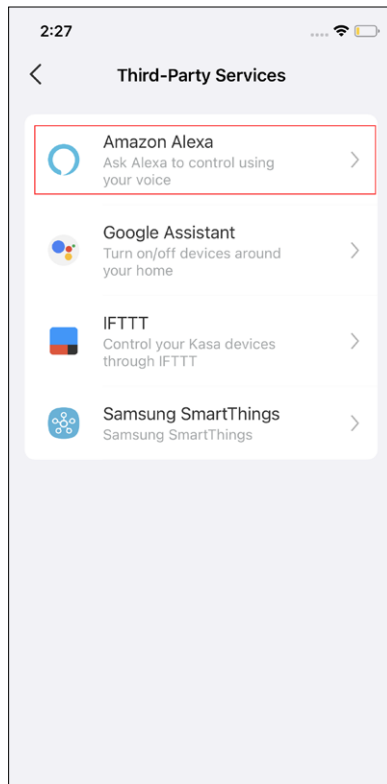 2:27
Third-Party Services
Amazon Alexa
Ask Alexa to control using
your voice
Google Assistant
Turn on/off devices around
your home
IFTTT
Control your Kasa devices
through IFTTT
Samsung SmartThings
Samsung SmartThings